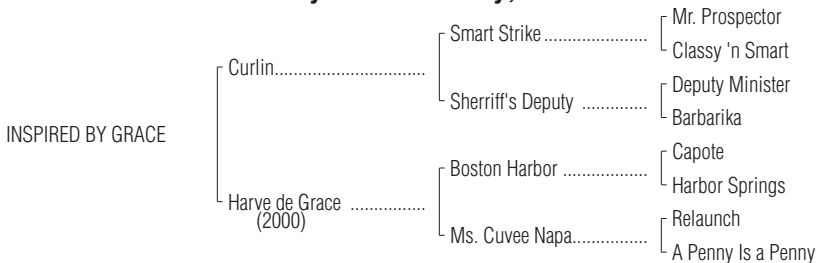 Mr. Prospector
Smart Strike......................
Classy 'n Smart
Curlin................................
Deputy Minister
Sherriff's Deputy ..............
Barbarika
INSPIRED BY GRACE
Capote
Boston Harbor ..................
Harbor Springs
Harve de Grace ................
(2000)
Relaunch
Ms. Cuvee Napa................
A Penny Is a Penny